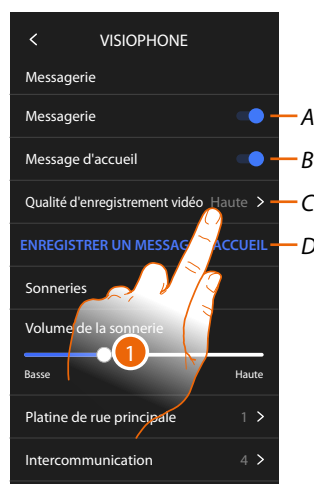 VISIOPHONE
Messagerie
Messagerie A
Message d'accueil B
Qualité d'enregistrement vidéo Haute C
ENREGISTRER UN MESSAG ACCUEIL D
Sonneries
Volume de la sonnerie
1
Basse Haute
Platine de rue principale 1
Intercommunication 4